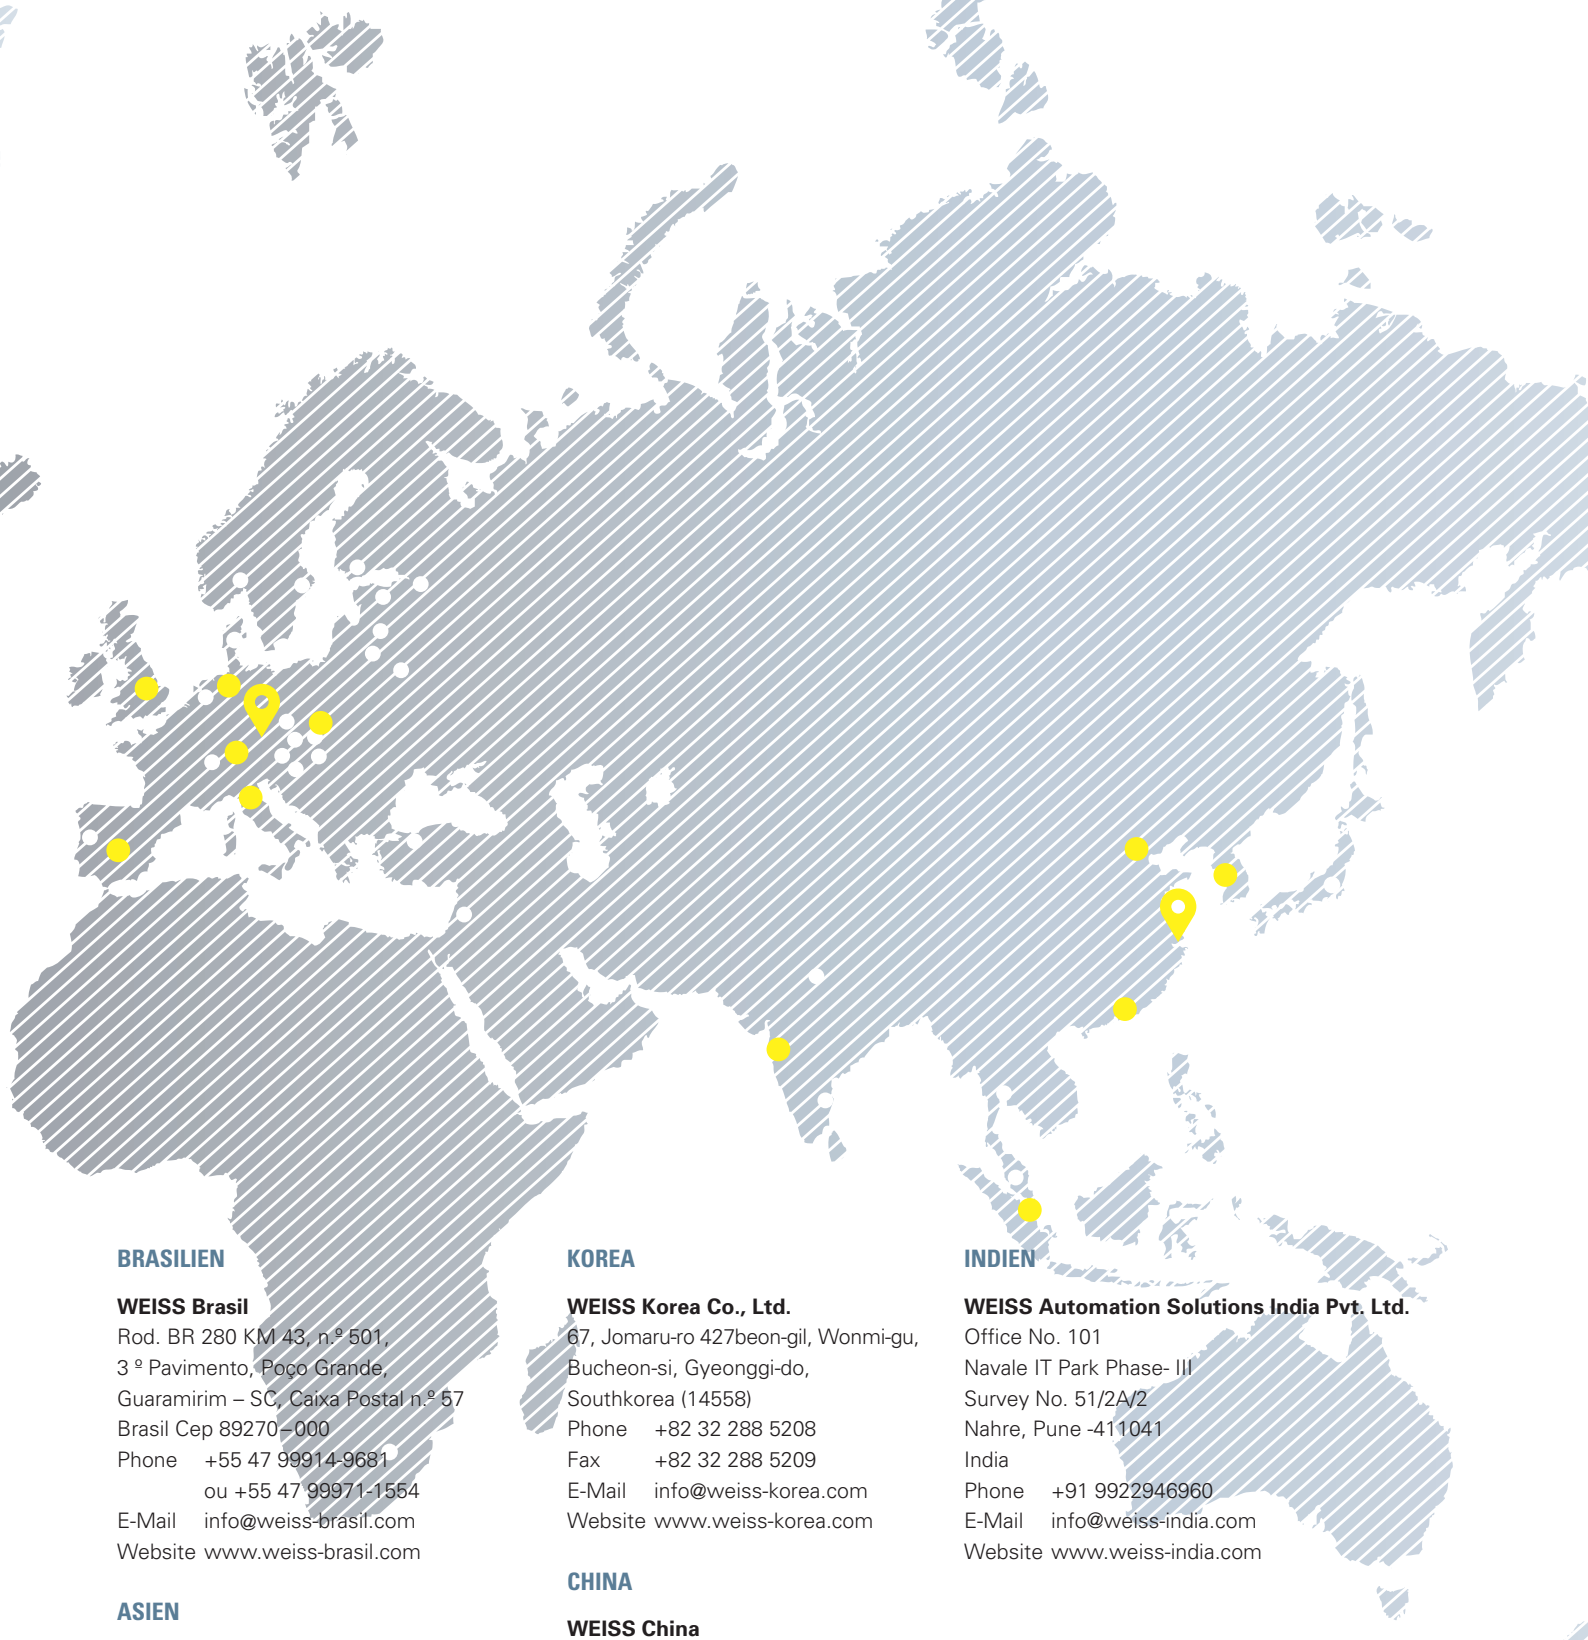 BRASILIEN
WEISS Brasil
Rod. BR 280 KM 43, n.º 501,
3 º Pavimento, Poço Grande,
Guaramirim – SC, Caixa Postal n.º 57
Brasil Cep 89270–000
Phone +55 47 99914-9681
ou +55 47 99971-1554
E-Mail info@weiss-brasil.com
Website www.weiss-brasil.com
ASIEN
KOREA
WEISS Korea Co., Ltd.
67, Jomaru-ro 427beon-gil, Wonmi-gu,
Bucheon-si, Gyeonggi-do,
Southkorea (14558)
Phone +82 32 288 5208
Fax +82 32 288 5209
E-Mail info@weiss-korea.com
Website www.weiss-korea.com
CHINA
WEISS China
INDIEN
WEISS Automation Solutions India Pvt. Ltd.
Office No. 101
Navale IT Park Phase- III
Survey No. 51/2A/2
Nahre, Pune -411041
India
Phone +91 9922946960
E-Mail info@weiss-india.com
Website www.weiss-india.com